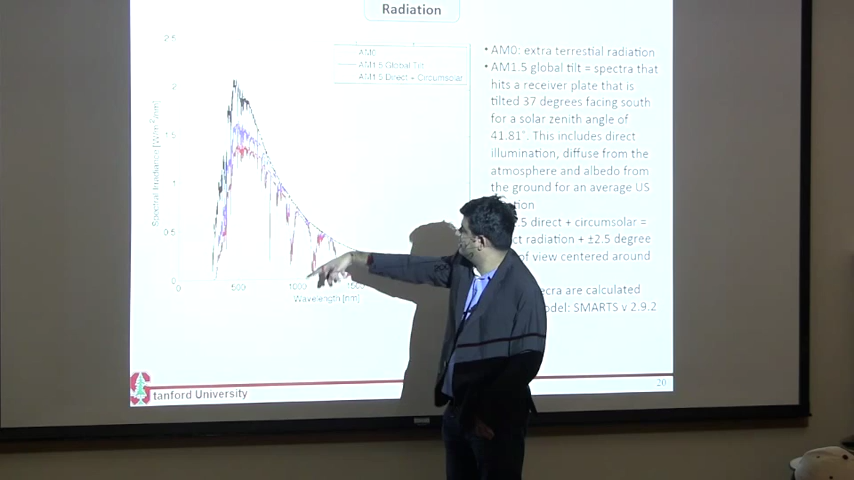 Radiation
2.5
AM0
AM1.5 Global Tilt
AM1.5 Direct + Circumsolar
2
1.5
1
0.5
0
0
500
1000
1500
Wavelength [nm]
Spectral Irradiance
• AM0: extra terrestial radiation
• AM1.5 global tilt = spectra that
hits a receiver plate that is
tilted 37 degrees facing south
for a solar zenith angle of
41.81°. This includes direct
illumination, diffuse from the
atmosphere and albedo from
the ground for an average US
.5 direct + circumsolar =
radiation + ±2.5 degree
of view centered around
are calculated
SMARTS v 2.9.2
tanford University
20